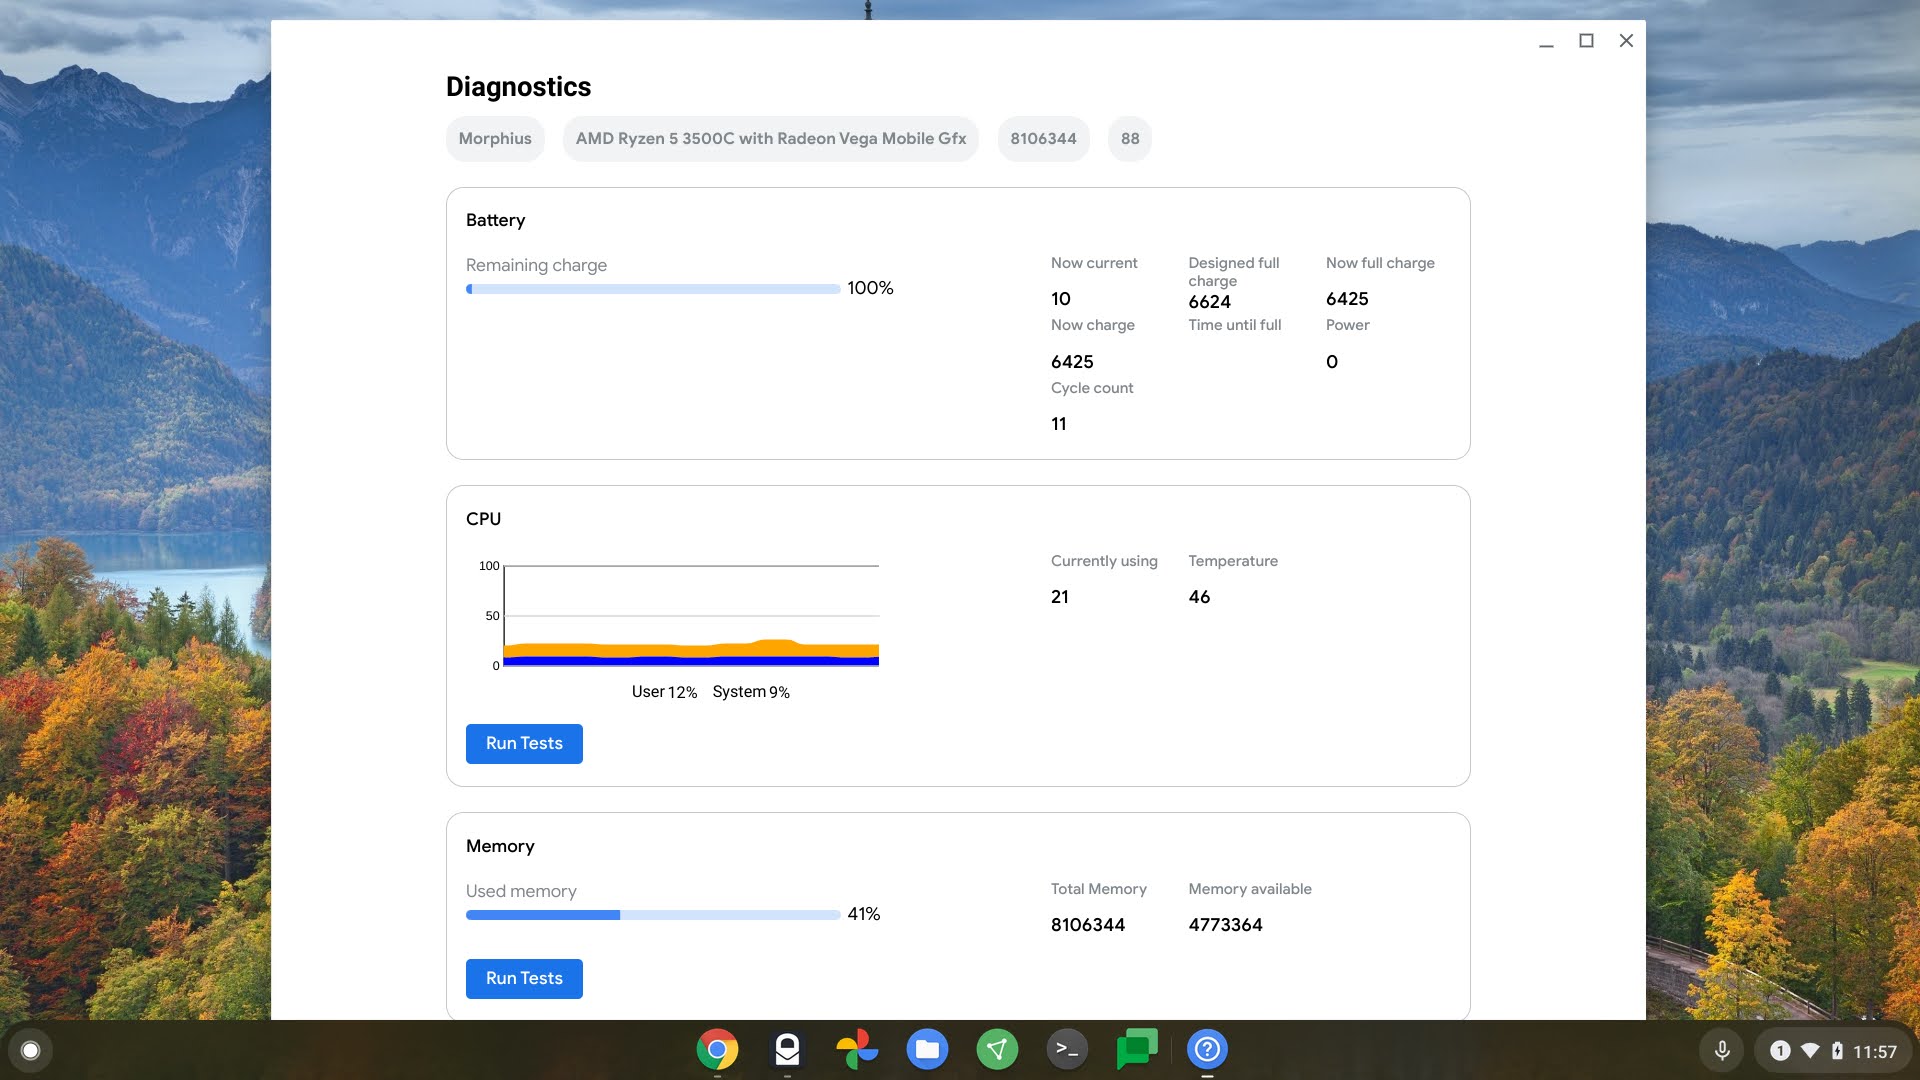 Diagnostics
Morphius AMD Ryzen 5 3500C with Radeon Vega Mobile Gfx 8106344 88
Battery
Remaining charge
100%
Now current Designed full charge Now full charge
10 6624 6425
Now charge Time until full Power
6425 0
Cycle count
11
CPU
100
50
0
User 12% System 9%
Currently using Temperature
21 46
Run Tests
Memory
Used memory
41%
Total Memory Memory available
8106344 4773364
Run Tests
>_ ? 1 11:57